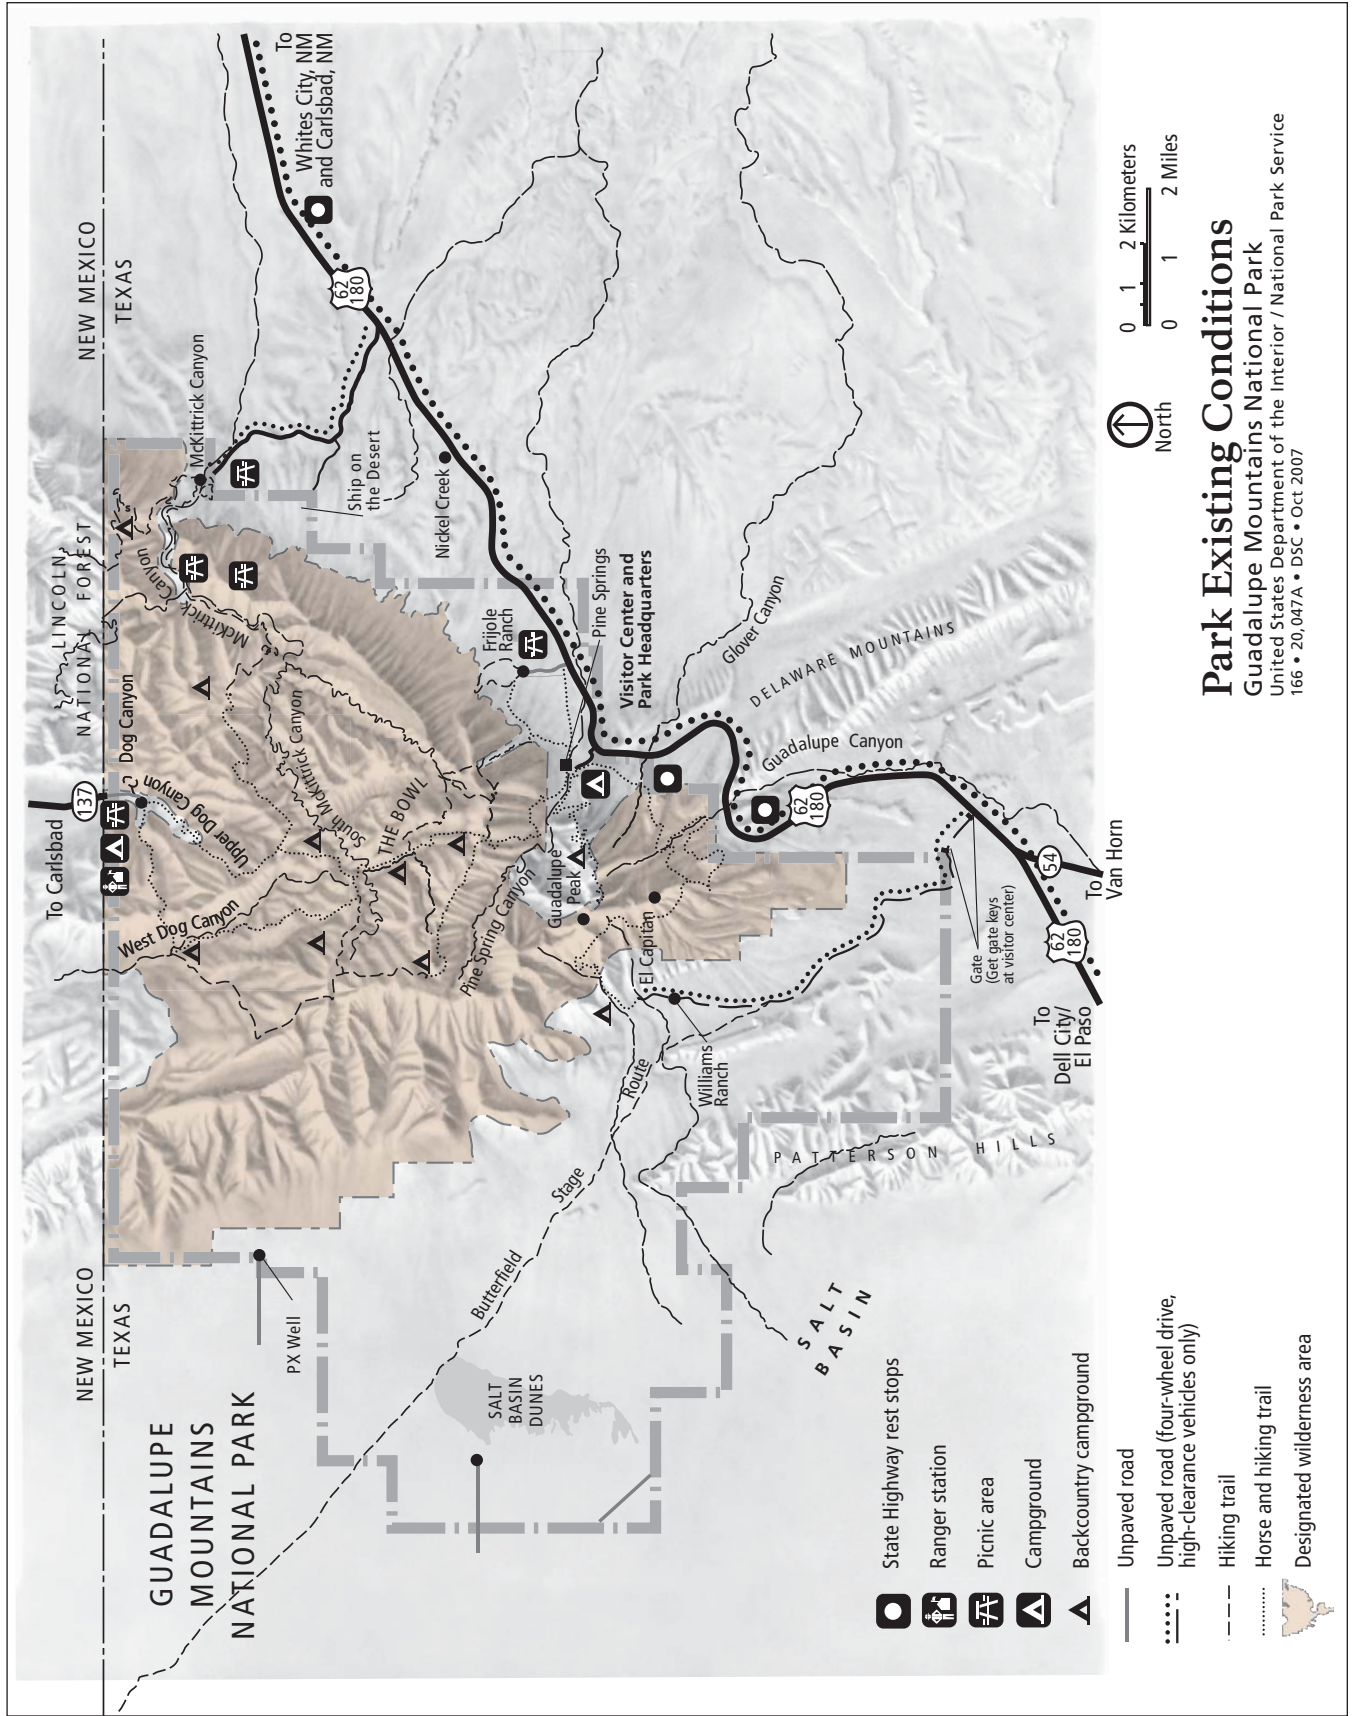 GUADALUPE
MOUNTAINS
NATIONAL PARK
NEW MEXICO
TEXAS
NEW MEXICO
TEXAS
To Carlsbad
137
LINCOLN
NATIONAL FOREST
Dog Canyon
Upper Dog Canyon
West Dog Canyon
McKittrick
Canyon
McKittrick Canyon
South McKittrick Canyon
THE BOWL
Pine Spring Canyon
Guadalupe
Peak
El Capitan
Frijole
Ranch
Pine Springs
Visitor Center and
Park Headquarters
Ship on
the Desert
Nickel Creek
62
180
To
Whites City, NM
and Carlsbad, NM
Glover Canyon
DELAWARE MOUNTAINS
Guadalupe Canyon
62
180
54
To
Van Horn
62
180
To
Dell City/
El Paso
Gate
(Get gate keys
at visitor center)
Williams
Ranch
Butterfield
Stage
Route
PATTERSON HILLS
SALT
BASIN
SALT
BASIN
DUNES
PX Well
State Highway rest stops
Ranger station
Picnic area
Campground
Backcountry campground
Unpaved road
Unpaved road (four-wheel drive,
high-clearance vehicles only)
Hiking trail
Horse and hiking trail
Designated wilderness area
North
0 1 2 Kilometers
0 1 2 Miles
Park Existing Conditions
Guadalupe Mountains National Park
United States Department of the Interior / National Park Service
166 • 20,047A • DSC • Oct 2007